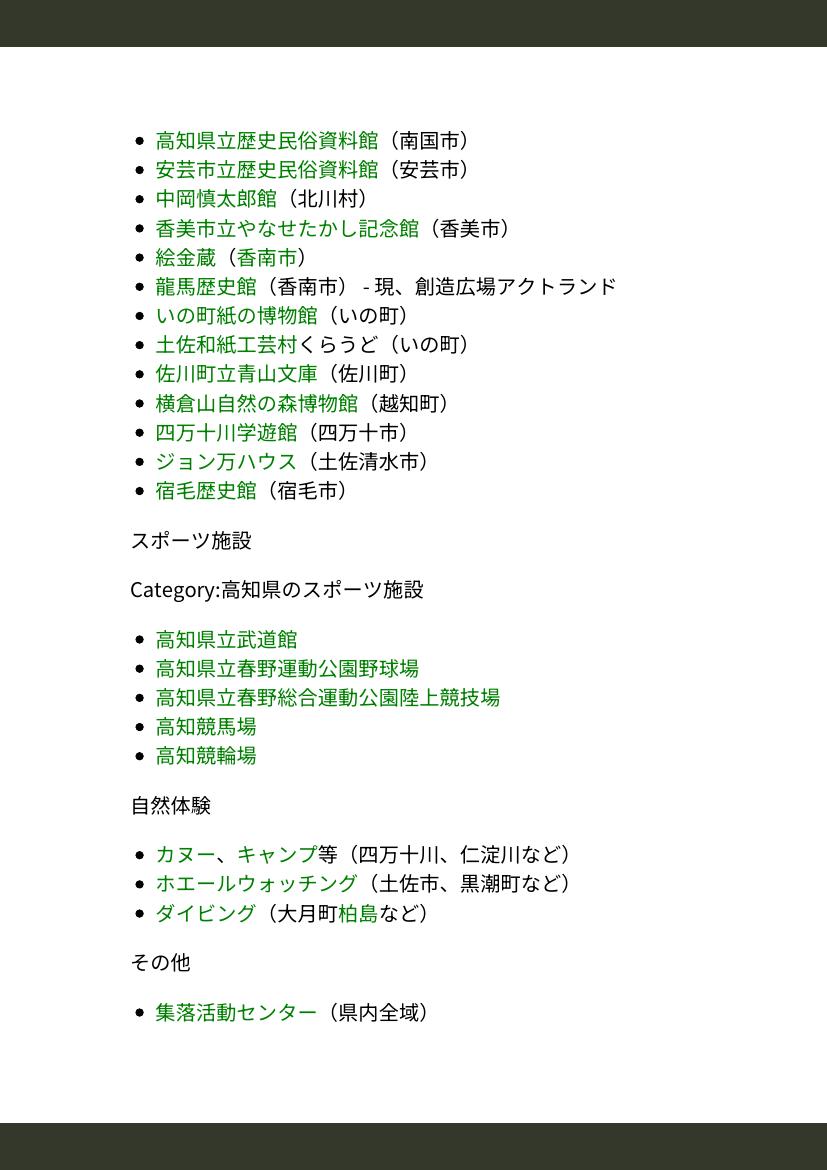 • 高知県立歴史民俗資料館（南国市）
• 安芸市立歴史民俗資料館（安芸市）
• 中岡慎太郎館（北川村）
• 香美市立やなせたかし記念館（香美市）
• 絵金蔵（香南市）
• 龍馬歴史館（香南市） - 現、創造広場アクトランド
• いの町紙の博物館（いの町）
• 土佐和紙工芸村くらうど（いの町）
• 佐川町立青山文庫（佐川町）
• 横倉山自然の森博物館（越知町）
• 四万十川学遊館（四万十市）
• ジョン万ハウス（土佐清水市）
• 宿毛歴史館（宿毛市）
スポーツ施設
Category:高知県のスポーツ施設
• 高知県立武道館
• 高知県立春野運動公園野球場
• 高知県立春野総合運動公園陸上競技場
• 高知競馬場
• 高知競輪場
自然体験
• カヌー、キャンプ等（四万十川、仁淀川など）
• ホエールウォッチング（土佐市、黒潮町など）
• ダイビング（大月町柏島など）
その他
• 集落活動センター（県内全域）